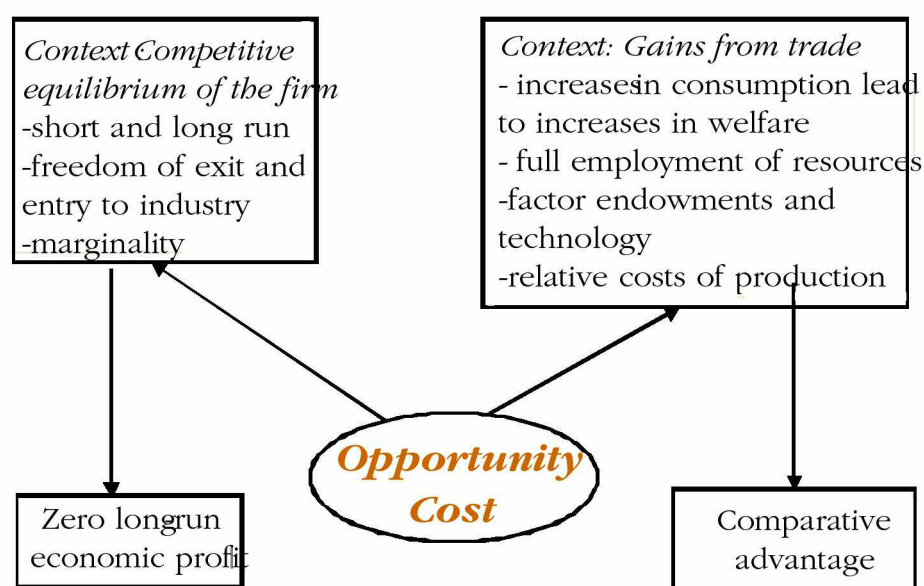 Context: Competitive
equilibrium of the firm
-short and long run
-freedom of exit and
entry to industry
-marginality
Context: Gains from trade
- increases in consumption lead
to increases in welfare
- full employment of resources
-factor endowments and
technology
-relative costs of production
Opportunity
Cost
Zero long-run
economic profit
Comparative
advantage